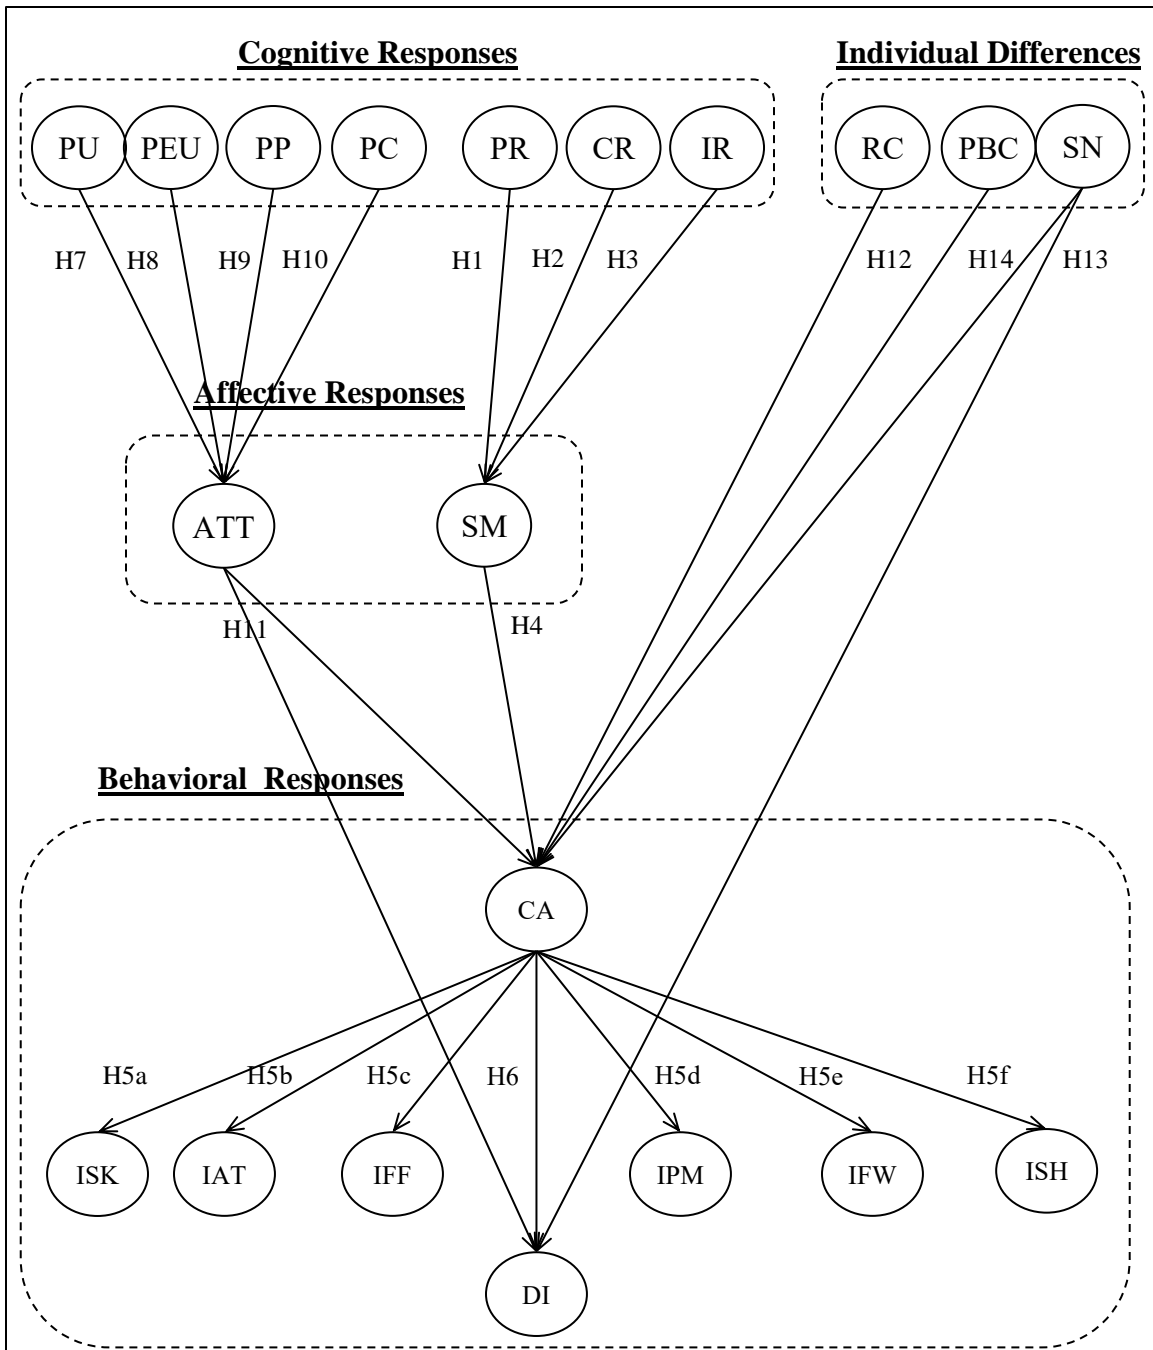 Cognitive Responses Individual Differences
PU PEU PP PC PR CR IR RC PBC SN
H7 H8 H9 H10 H1 H2 H3 H12 H14 H13
Affective Responses
ATT SM
H11 H4
Behavioral Responses
CA
H5a H5b H5c H6 H5d H5e H5f
ISK IAT IFF IPM IFW ISH
DI